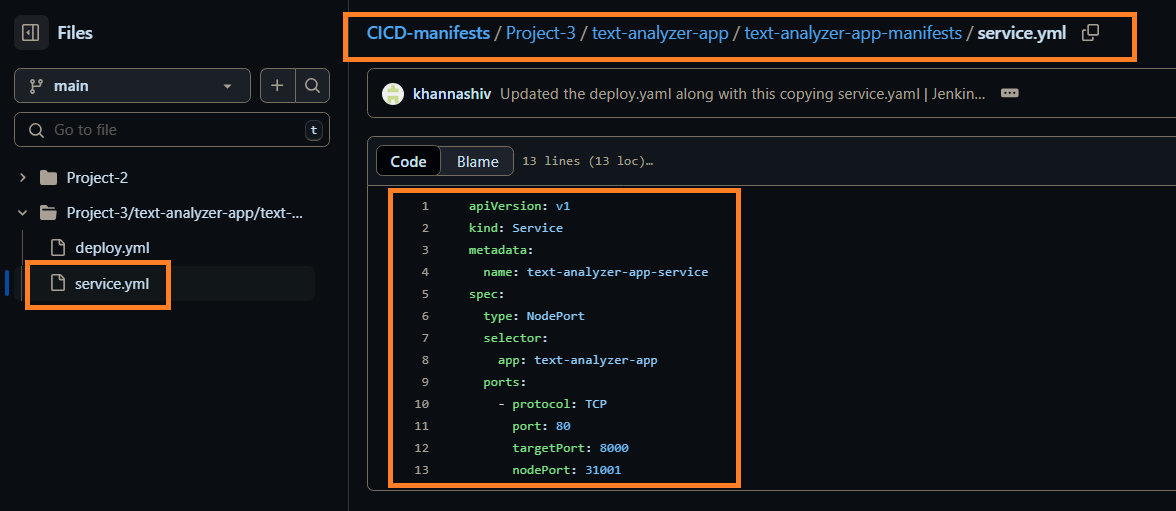 Files
main
Go to file
t
Project-2
Project-3/text-analyzer-app/text-...
deploy.yml
service.yml
CICD-manifests / Project-3 / text-analyzer-app / text-analyzer-app-manifests / service.yml
khannashiv Updated the deploy.yaml along with this copying service.yaml | Jenkin...
Code Blame 13 lines (13 loc)...
1 apiVersion: v1
2 kind: Service
3 metadata:
4   name: text-analyzer-app-service
5 spec:
6   type: NodePort
7   selector:
8     app: text-analyzer-app
9   ports:
10     - protocol: TCP
11       port: 80
12       targetPort: 8000
13       nodePort: 31001